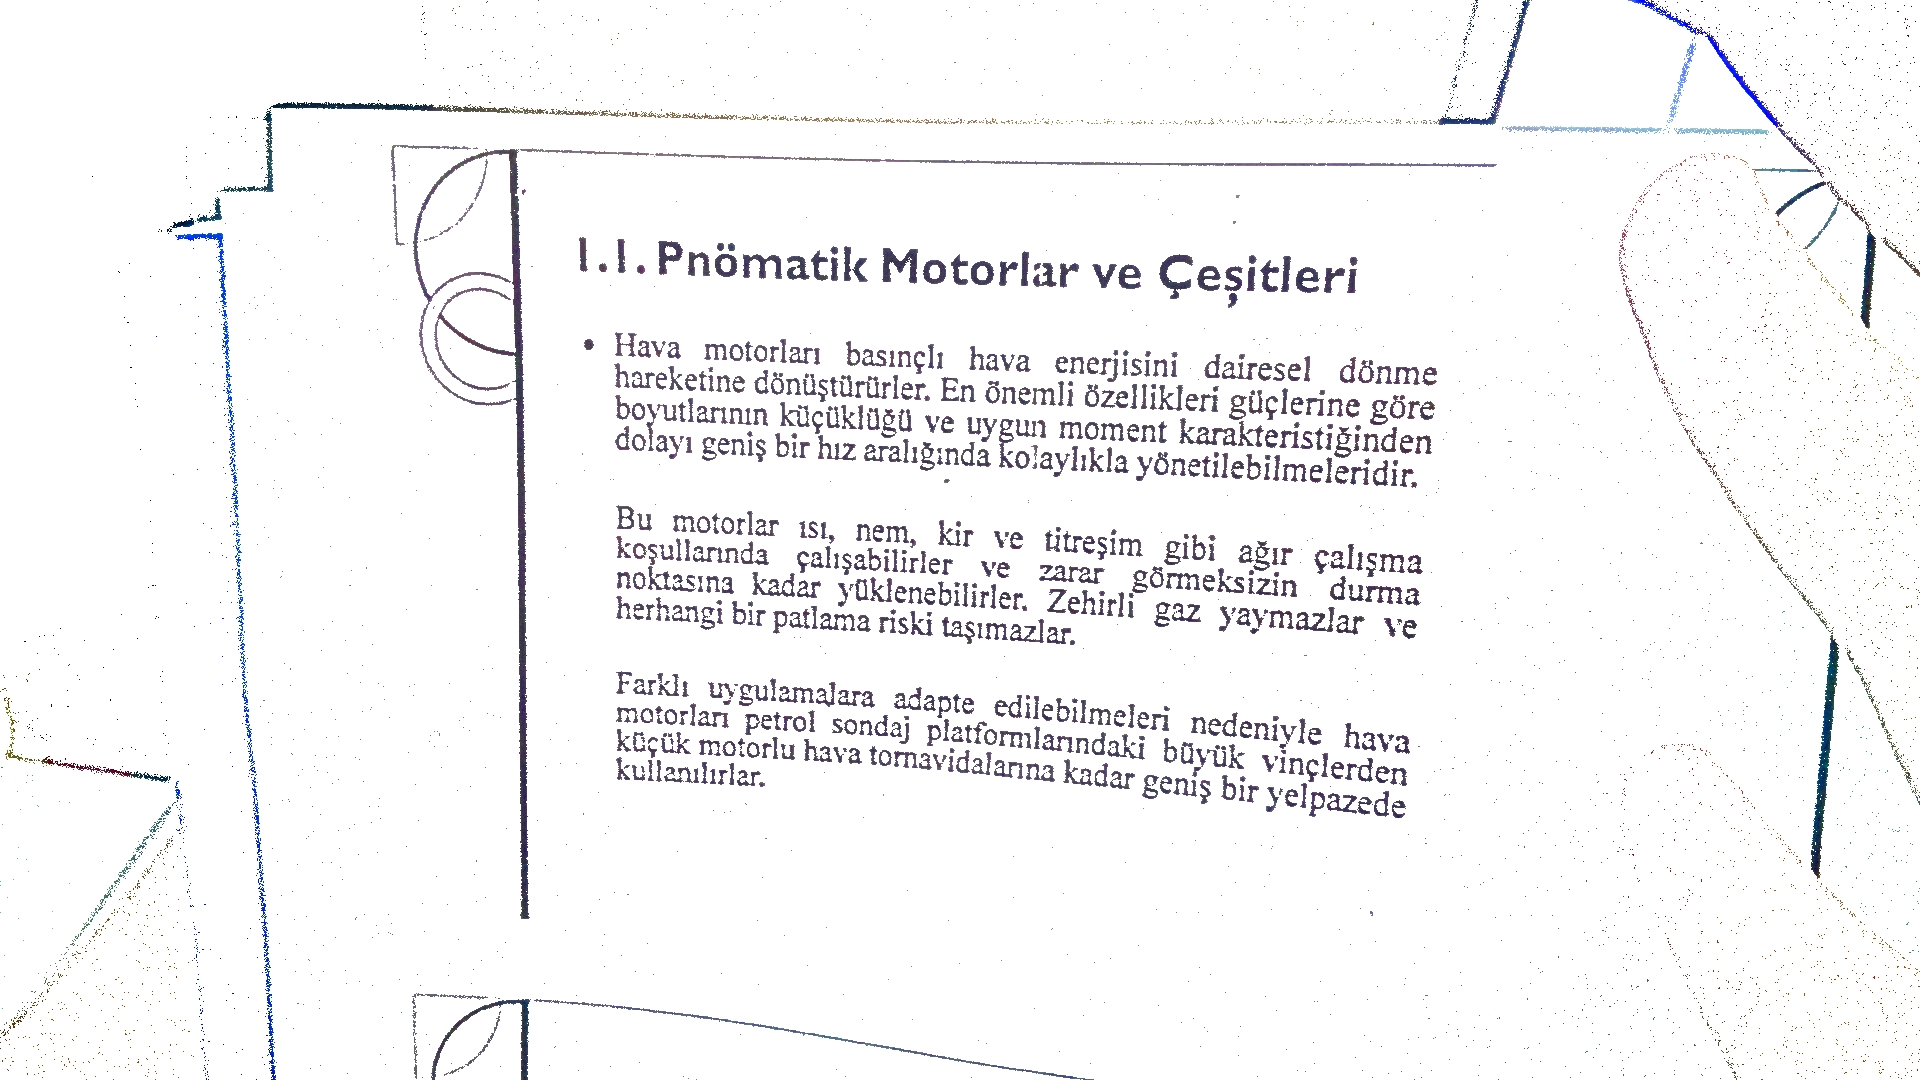 1.1. Pnömatik Motorlar ve Çeşitleri
• Hava motorları basınçlı hava enerjisini dairesel dönme
hareketine dönüştürürler. En önemli özellikleri güçlerine göre
boyutlarının küçüklüğü ve uygun moment karakteristiğinden
dolayı geniş bir hız aralığında kolaylıkla yönetilebilmeleridir.
Bu motorlar ısı, nem, kir ve titreşim gibi ağır çalışma
koşullarında çalışabilirler ve zarar görmeksizin durma
noktasına kadar yüklenebilirler. Zehirli gaz yaymazlar ve
herhangi bir patlama riski taşımazlar.
Farklı uygulamalara adapte edilebilmeleri nedeniyle hava
motorları petrol sondaj platformlarındaki büyük vinçlerden
küçük motorlu hava tornavidalarına kadar geniş bir yelpazede
kullanılırlar.